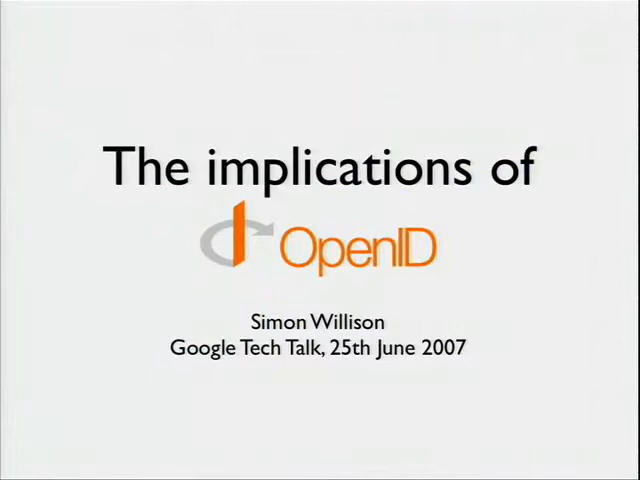 The implications of
OpenID
Simon Willison
Google Tech Talk, 25th June 2007